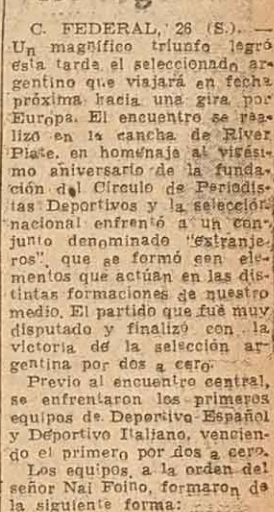 C. FEDERAL, 26 (S.). —
Un magnífico triunfo logró
ésta tarde el seleccionado ar-
gentino que viajará en fecha
próxima hacia una gira por
Europa. El encuentro se rea-
lizó en la cancha de River
Plate, en homenaje al vigési-
mo aniversario de la funda-
ción del Círculo de Periodis-
tas Deportivos y la selección
nacional enfrentó a un con-
junto denominado "extranje-
ros", que se formó con ele-
mentos que actúan en las dis-
tintas formaciones de nuestro
medio. El partido que fué muy
disputado y finalizó con la
victoria de la selección ar-
gentina por dos a cero.
Previo al encuentro central,
se enfrentaron los primeros
equipos de Deportivo Español
y Deportivo Italiano, vencien-
do el primero por dos a cero.
Los equipos, a la orden del
señor Nai Foino, formaron de
la siguiente forma: